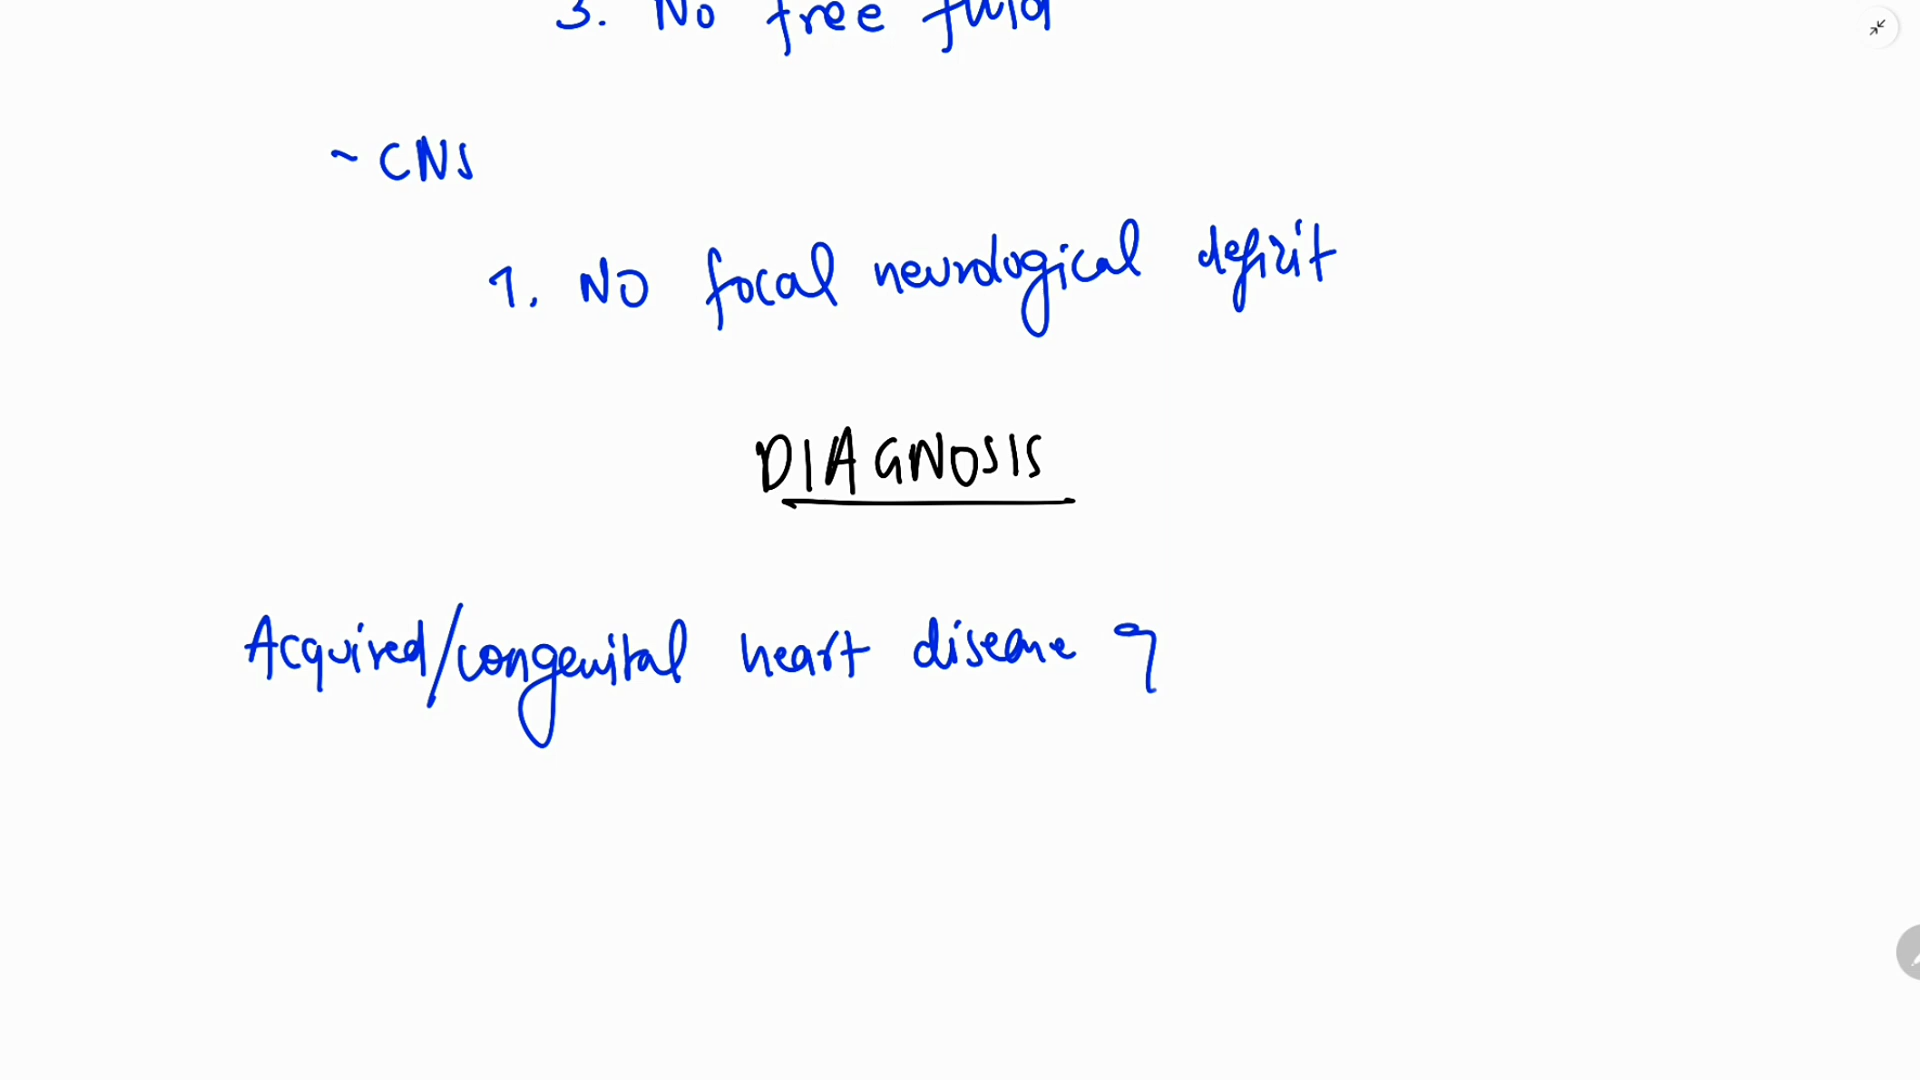 3. No free fluid
~ CNS
1. No focal neurological deficit
DIAGNOSIS
Acquired/congenital heart disease ?